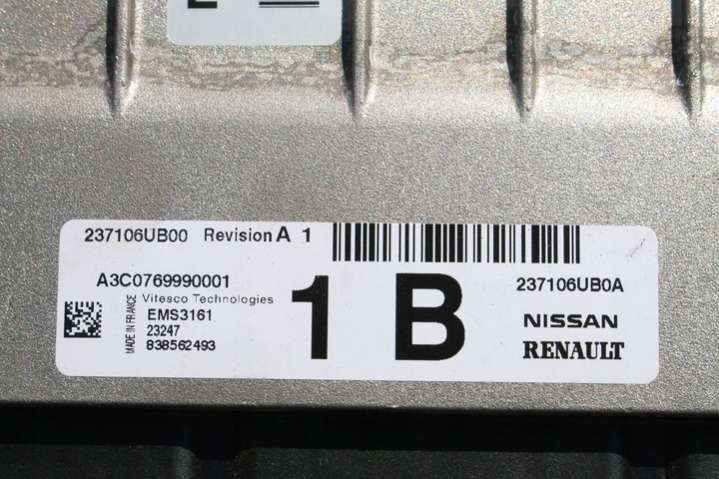 237106UB00 Revision A 1
A3C0769990001
Vitesco Technologies
EMS3161
23247
838562493
MADE IN FRANCE
1 B
237106UB0A
NISSAN
RENAULT